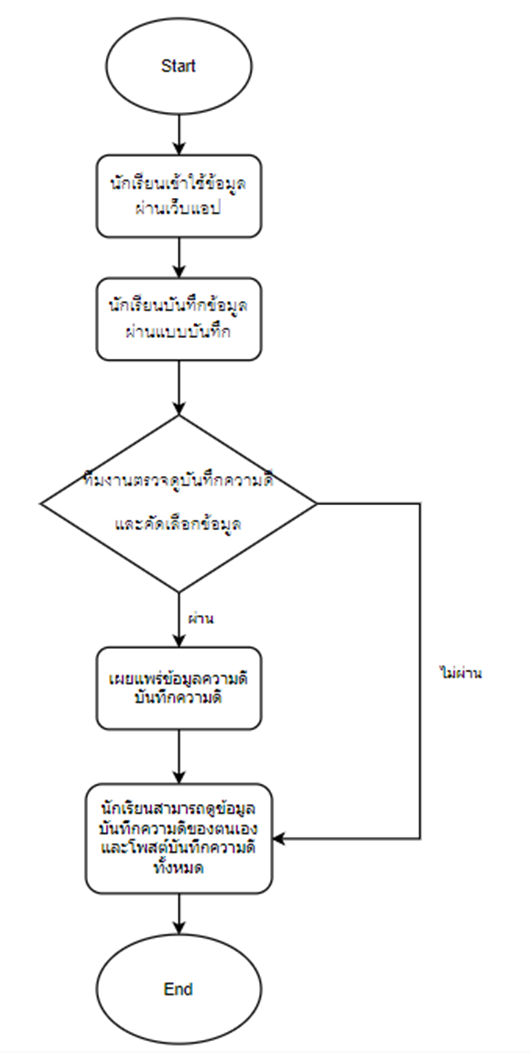 Start
นักเรียนเข้าใช้ข้อมูล
ผ่านเว็บแอป
นักเรียนบันทึกข้อมูล
ผ่านแบบบันทึก
ทีมงานตรวจดูบันทึกความดี
และคัดเลือกข้อมูล
ผ่าน
เผยแพร่ข้อมูลความดี
บันทึกความดี
ไม่ผ่าน
นักเรียนสามารถดูข้อมูล
บันทึกความดีของตนเอง
และโพสต์บันทึกความดี
ทั้งหมด
End